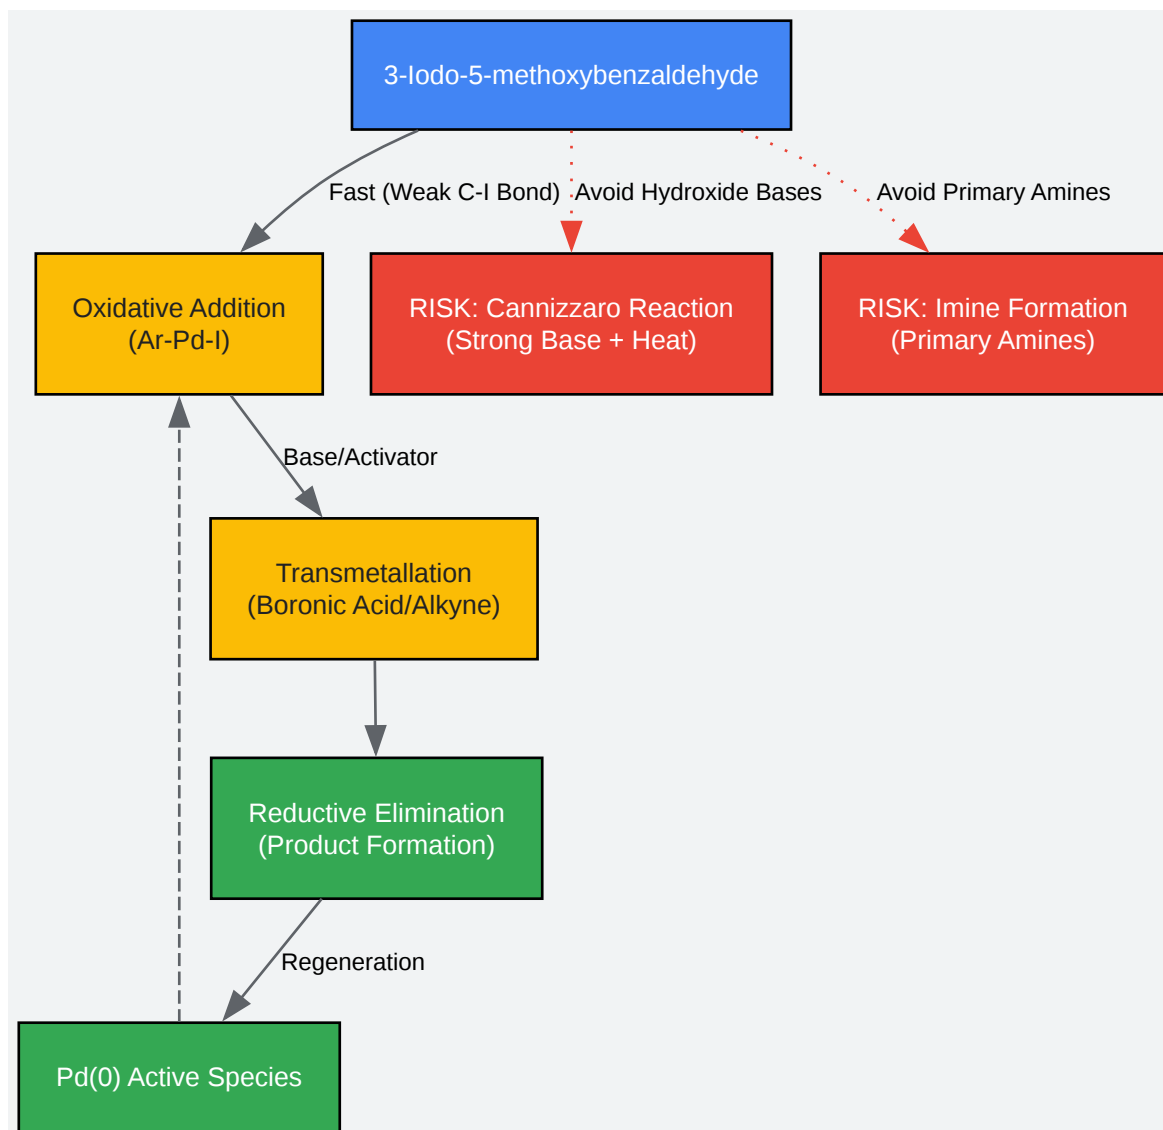 3-Iodo-5-methoxybenzaldehyde
Fast (Weak C-I Bond)
Avoid Hydroxide Bases
Avoid Primary Amines
Oxidative Addition
(Ar-Pd-I)
RISK: Cannizzaro Reaction
(Strong Base + Heat)
RISK: Imine Formation
(Primary Amines)
Base/Activator
Transmetallation
(Boronic Acid/Alkyne)
Reductive Elimination
(Product Formation)
Regeneration
Pd(0) Active Species